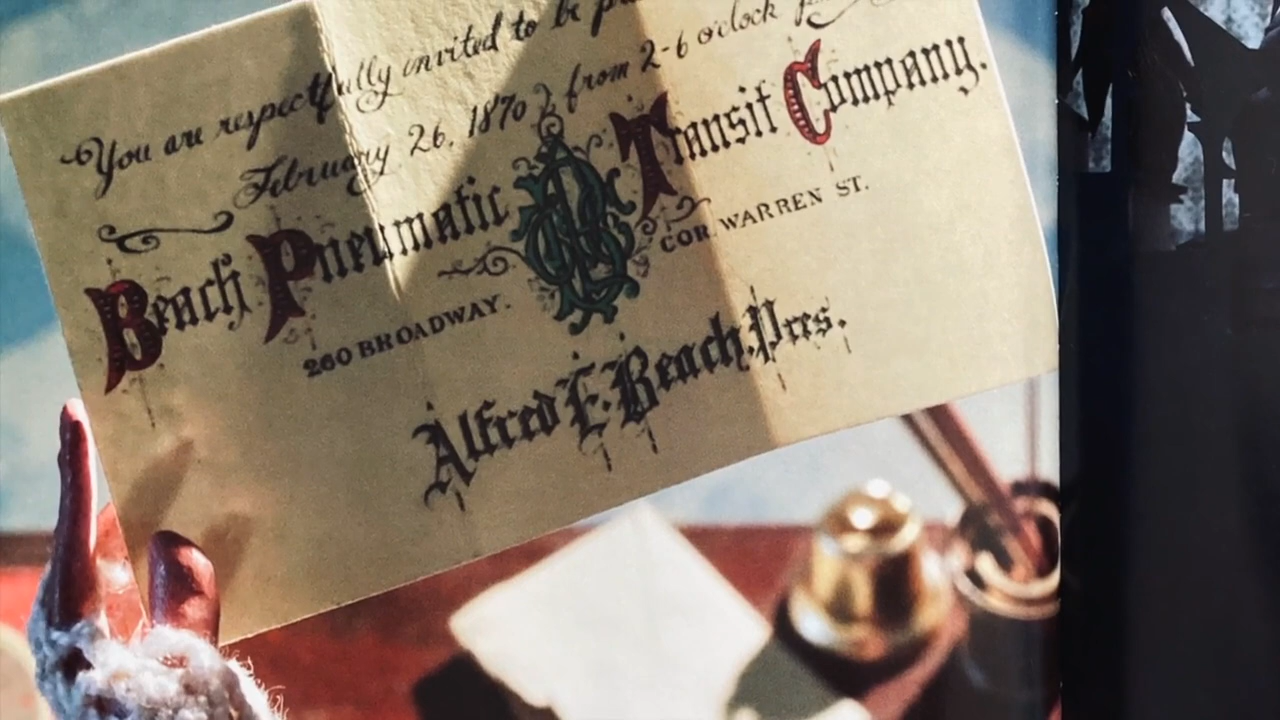 You are respectfully invited to be
February 26, 1870, from 2-6 o'clock
Beach Pneumatic Transit Company.
260 BROADWAY. COR WARREN ST.
Alfred E. Beach. Pres.